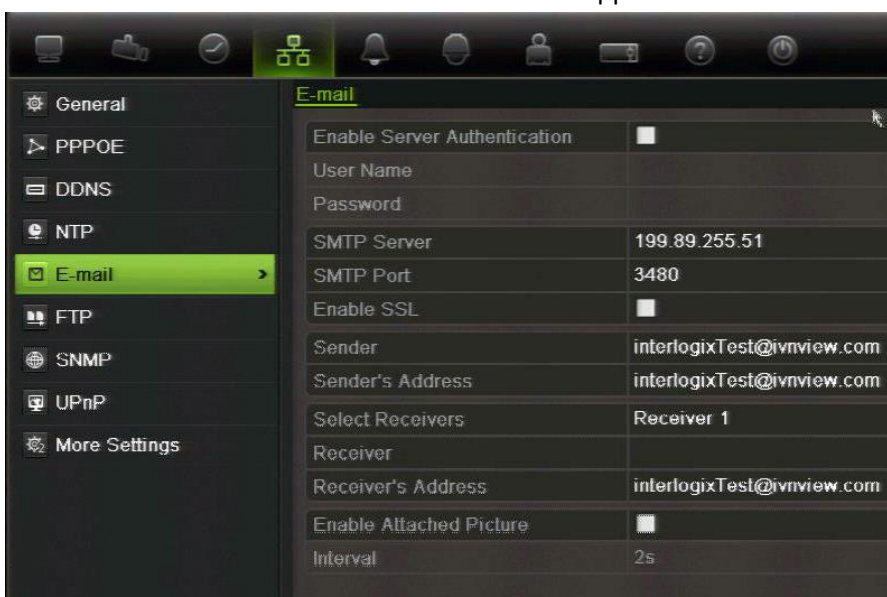 General
PPPOE
DDNS
NTP
E-mail
FTP
SNMP
UPnP
More Settings
E-mail
Enable Server Authentication
User Name
Password
SMTP Server 199.89.255.51
SMTP Port 3480
Enable SSL
Sender interlogixTest@ivnview.com
Sender's Address interlogixTest@ivnview.com
Select Receivers Receiver 1
Receiver
Receiver's Address interlogixTest@ivnview.com
Enable Attached Picture
Interval 2s